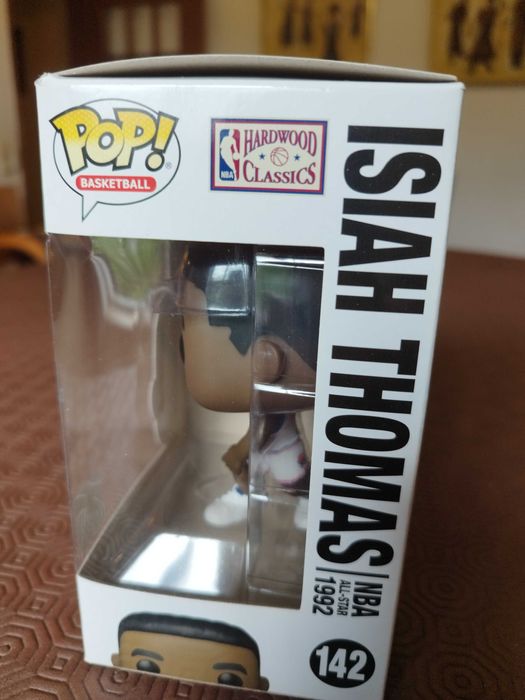 POP!
BASKETBALL
NBA
HARDWOOD
CLASSICS
ISIAH THOMAS
NBA
ALL-STAR
1992
142